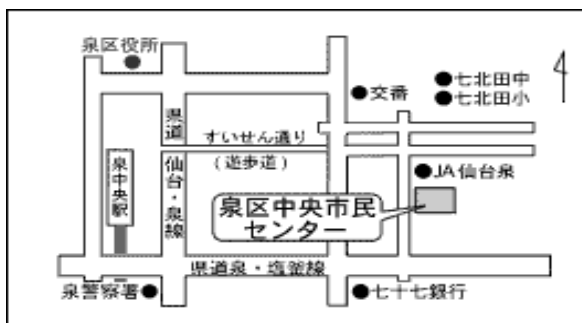 泉区役所
●七北田中
●交番
●七北田小
県道
仙台・泉線
すいせん通り
(遊歩道)
泉中央駅
●JA仙台泉
泉区中央市民
センター
県道泉・塩釜線
泉警察署●
●七十七銀行